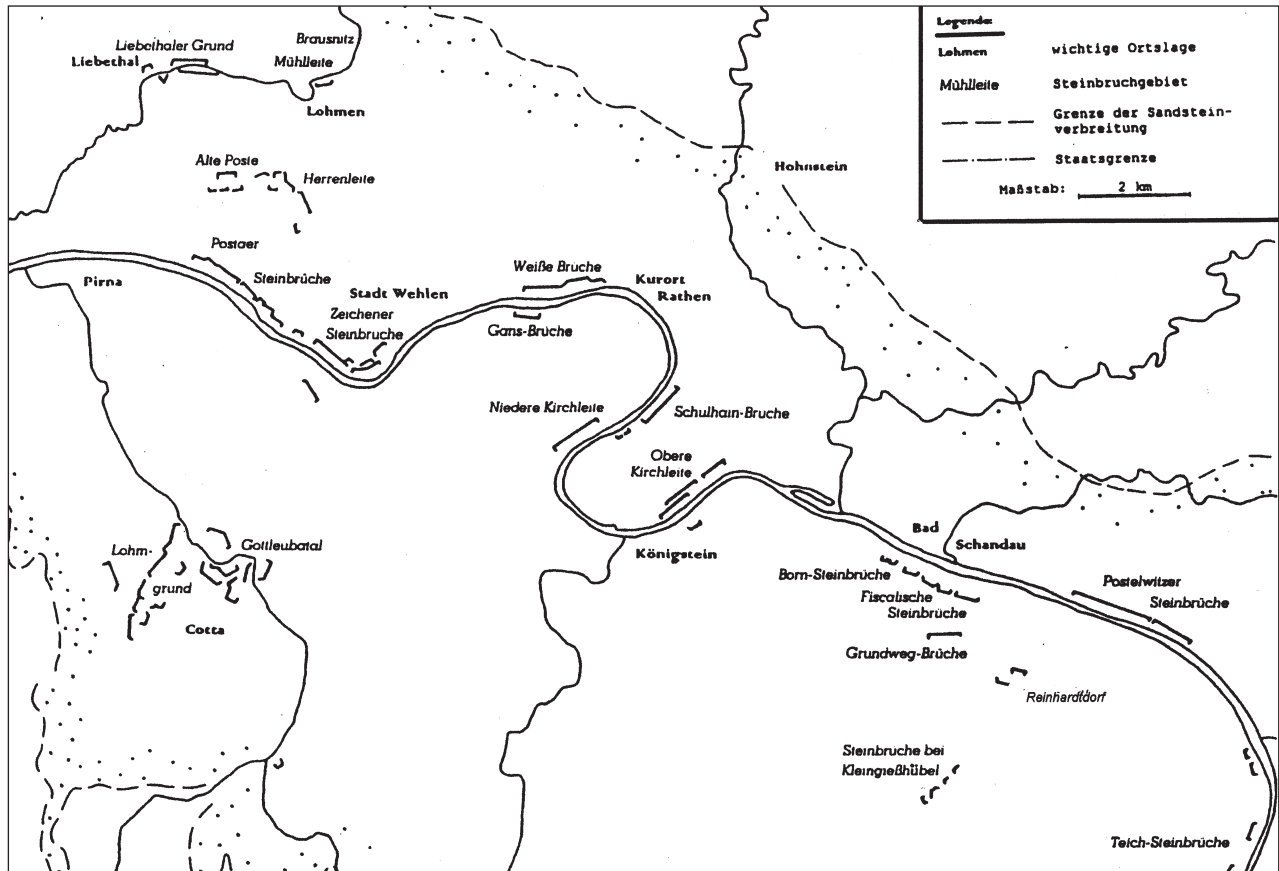 Legende:
Lohmen wichtige Ortslage
Mühlleite Steinbruchgebiet
Grenze der Sandstein-
verbreitung
Staatsgrenze
Maßstab: 2 km
Brausnitz
Liebethaler Grund
Liebethal
Mühlleite
Lohmen
Alte Poste
Herrenleite
Hohnstein
Postaer
Steinbrüche
Pirna
Stadt Wehlen
Zeichener
Steinbruche
Weiße Bruche
Gans-Bruche
Kurort
Rathen
Niedere Kirchleite
Schulhain-Bruche
Obere
Kirchleite
Königstein
Lohm-
grund
Gottleubatal
Cotta
Bad
Schandau
Born-Steinbrüche
Fiscalische
Steinbrüche
Grundweg-Brüche
Postelwitzer
Steinbrüche
Reinhardtdorf
Steinbruche bei
Kleingießhübel
Teich-Steinbrüche